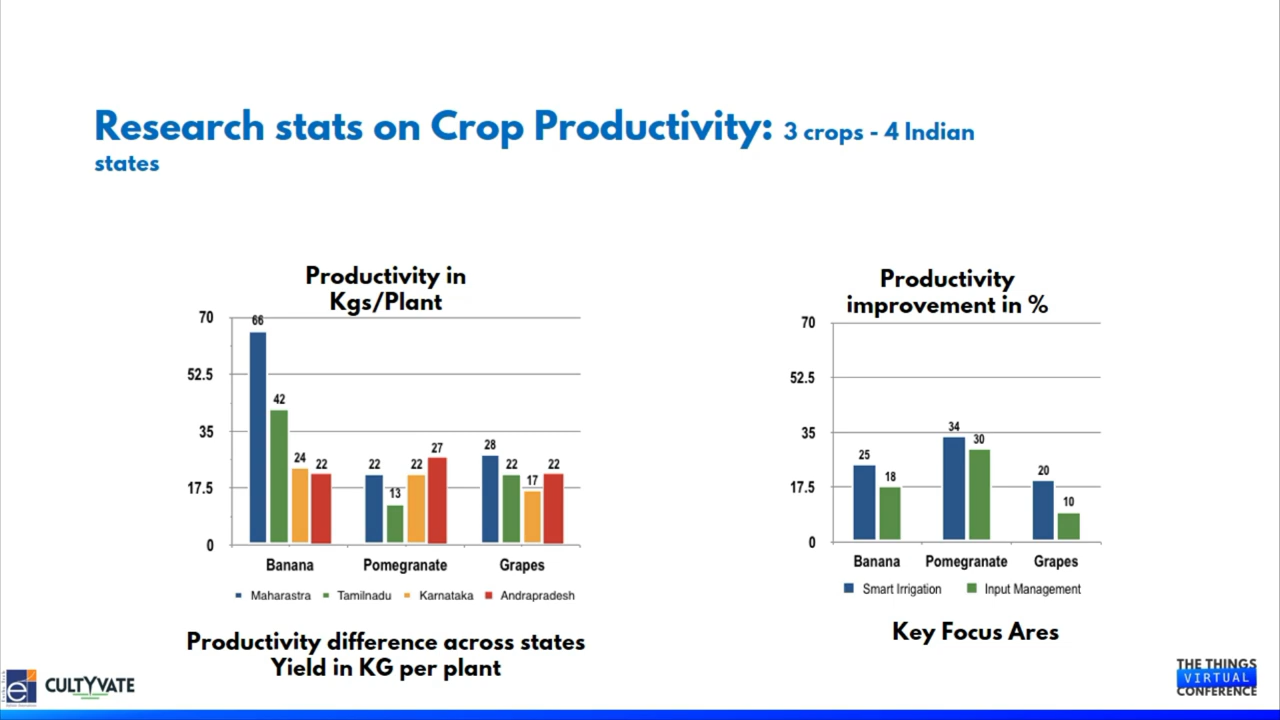 Research stats on Crop Productivity: 3 crops - 4 Indian
states
Productivity in
Kgs/Plant
70
52.5
35
17.5
0
66
42
24
22
22
13
22
27
28
22
17
22
Banana
Pomegranate
Grapes
Maharastra
Tamilnadu
Karnataka
Andrapradesh
Productivity difference across states
Yield in KG per plant
Productivity
improvement in %
70
52.5
35
17.5
0
25
18
34
30
20
10
Banana
Pomegranate
Grapes
Smart Irrigation
Input Management
Key Focus Ares
e
CULTYVATE
THE THINGS
VIRTUAL
CONFERENCE